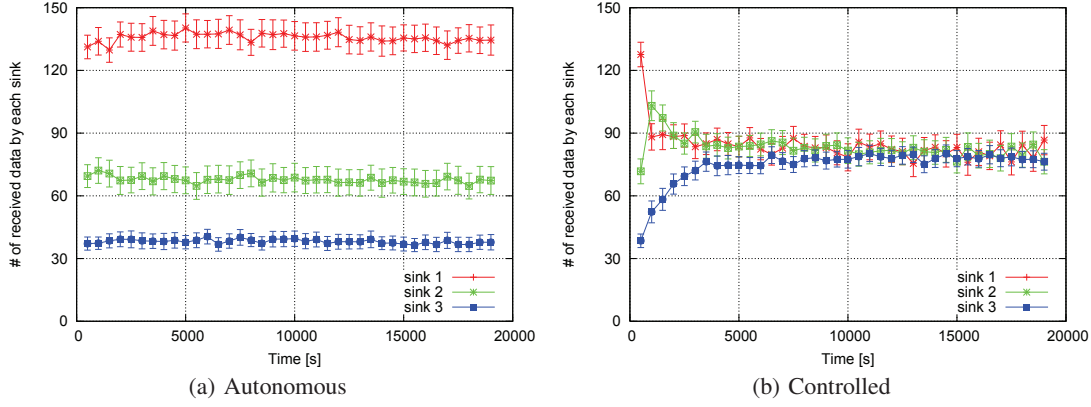 # of received data by each sink
150
120
90
60
30
0
sink 1
sink 2
sink 3
0
5000
10000
15000
20000
Time [s]
(a) Autonomous
# of received data by each sink
150
120
90
60
30
0
sink 1
sink 2
sink 3
0
5000
10000
15000
20000
Time [s]
(b) Controlled